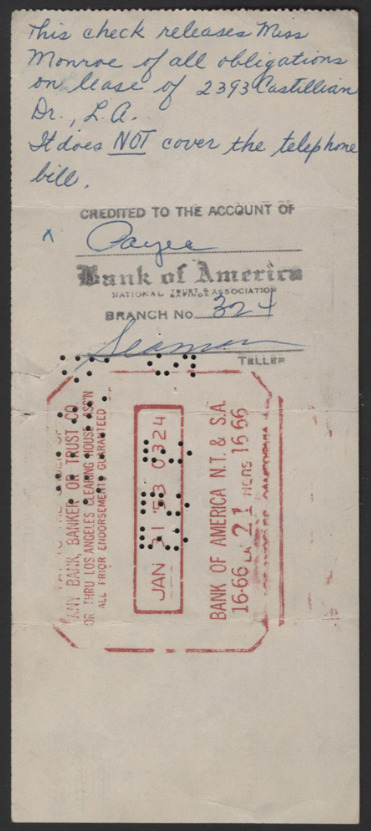 This check releases Miss
Monroe of all obligations
on lease of 2393 Castillian
Dr., L.A.
It does NOT cover the telephone
bill.
CREDITED TO THE ACCOUNT OF
Payee
Bank of America
NATIONAL TRUST & SAVINGS ASSOCIATION
BRANCH No 324
Seaman
TELLER
ANY BANK, BANKER OR TRUST CO
OR THRU LOS ANGELES CLEARING HOUSE ASS'N
ALL PRIOR ENDORSEMENTS GUARANTEED
JAN 21 '53 0324
BANK OF AMERICA N.T. & S.A.
16-66 LA 21 HDRS 16 66